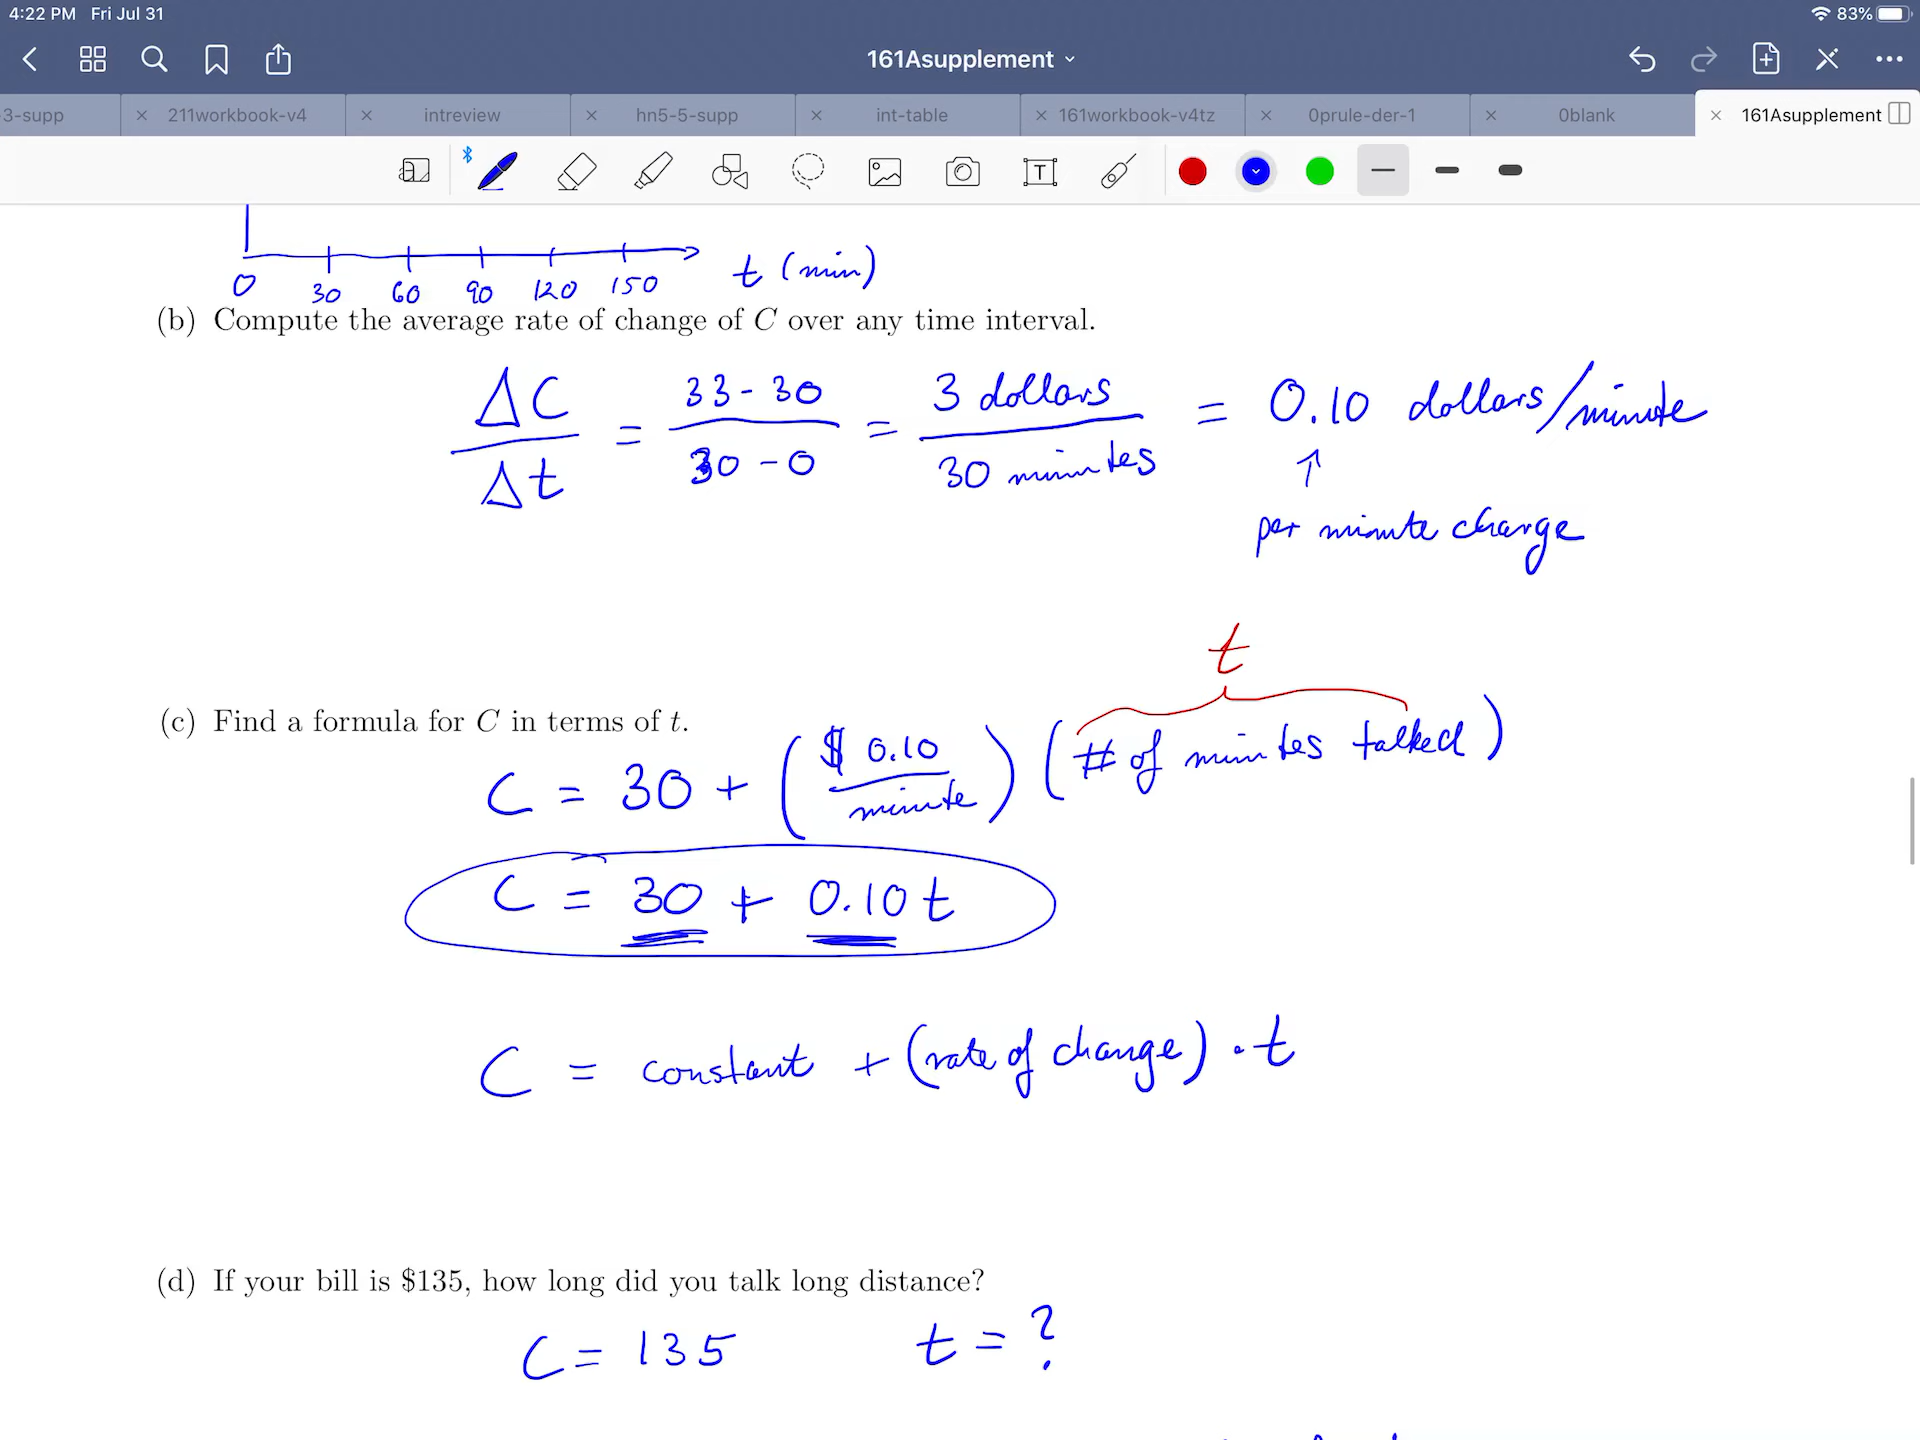 4:22 PM Fri Jul 31 83%
161Asupplement
3-supp 211workbook-v4 intreview hn5-5-supp int-table 161workbook-v4tz 0prule-der-1 0blank 161Asupplement
0 30 60 90 120 150 t (min)
(b) Compute the average rate of change of C over any time interval.
ΔC/Δt = (33 - 30)/(30 - 0) = 3 dollars/30 minutes = 0.10 dollars/minute
↑
per minute charge
t
(c) Find a formula for C in terms of t.
C = 30 + ($ 0.10/minute) (# of minutes talked)
C = 30 + 0.10 t
C = constant + (rate of change) · t
(d) If your bill is $135, how long did you talk long distance?
C = 135 t = ?